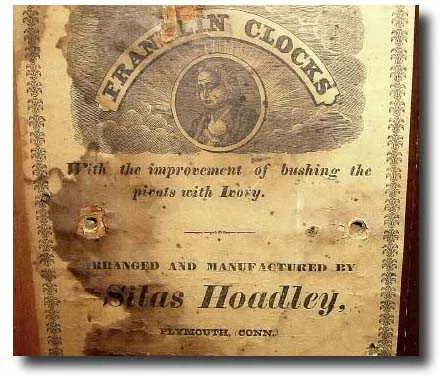 FRANKLIN CLOCKS
With the improvement of bushing the
pivots with Ivory.
ARRANGED AND MANUFACTURED BY
Silas Hoadley,
PLYMOUTH, CONN.